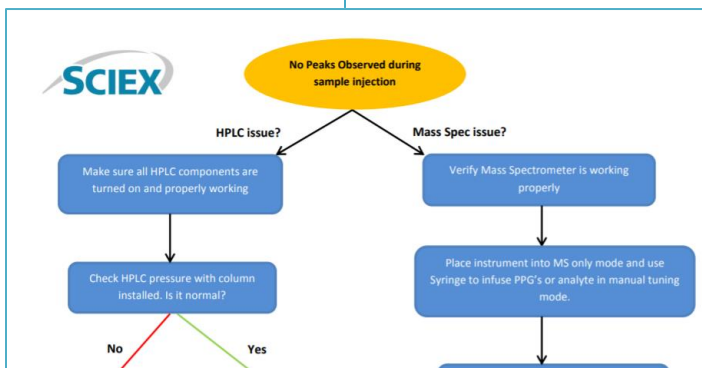 SCIEX
No Peaks Observed during
sample injection
HPLC issue?
Mass Spec issue?
Make sure all HPLC components are
turned on and properly working
Verify Mass Spectrometer is working
properly
Check HPLC pressure with column
installed. Is it normal?
Place instrument into MS only mode and use
Syringe to infuse PPG's or analyte in manual tuning
mode.
No
Yes